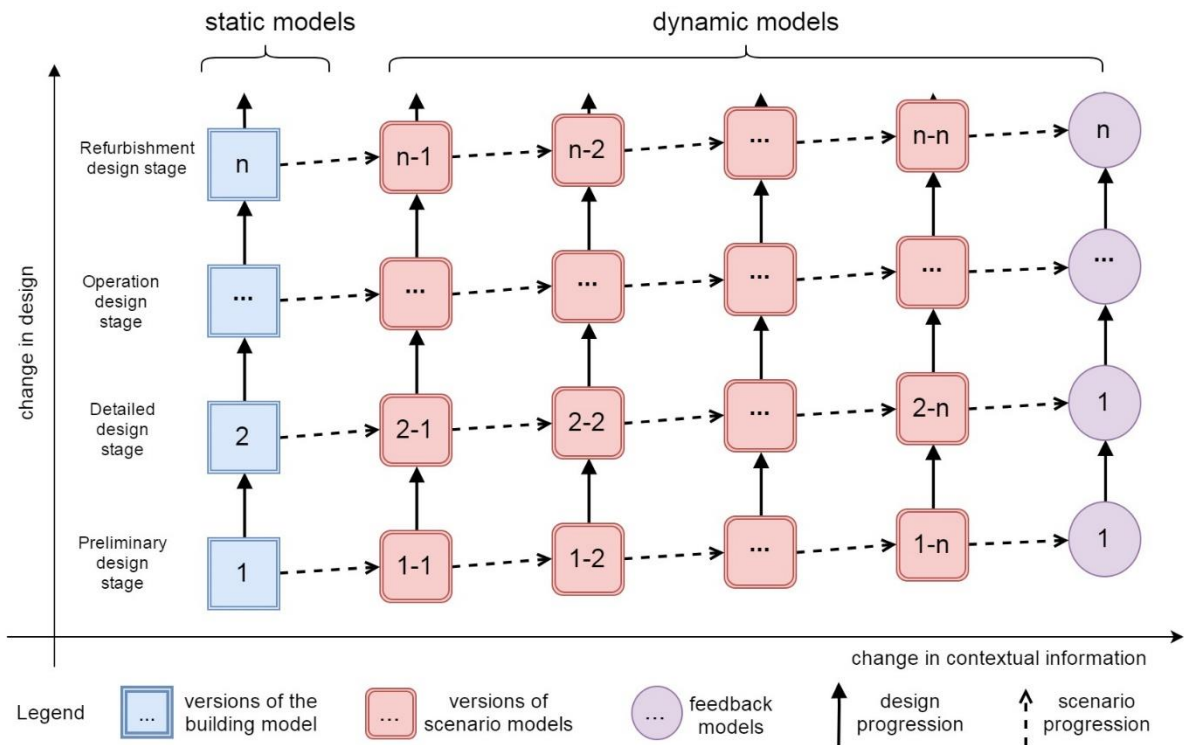 static models
dynamic models
change in design
Refurbishment
design stage
n
n-1
n-2
...
n-n
n
Operation
design
stage
...
...
...
...
...
...
Detailed
design
stage
2
2-1
2-2
...
2-n
1
Preliminary
design
stage
1
1-1
1-2
...
1-n
1
change in contextual information
Legend
...
versions of the
building model
...
versions of
scenario models
...
feedback
models
design
progression
scenario
progression